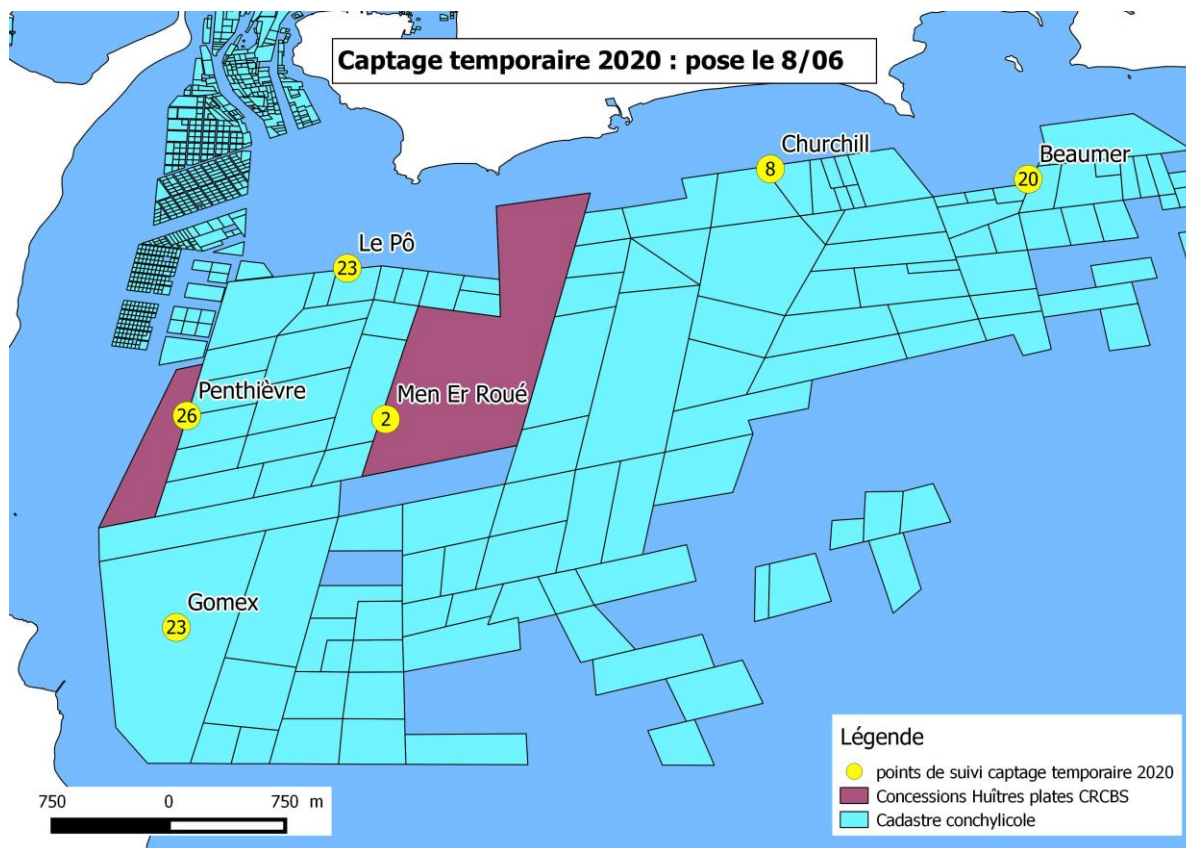 Captage temporaire 2020 : pose le 8/06
Churchill
8
Beaumer
20
Le Pô
23
Penthièvre
26
Men Er Roué
2
Gomex
23
Légende
points de suivi captage temporaire 2020
Concessions Huîtres plates CRCBS
Cadastre conchylicole
750 0 750 m